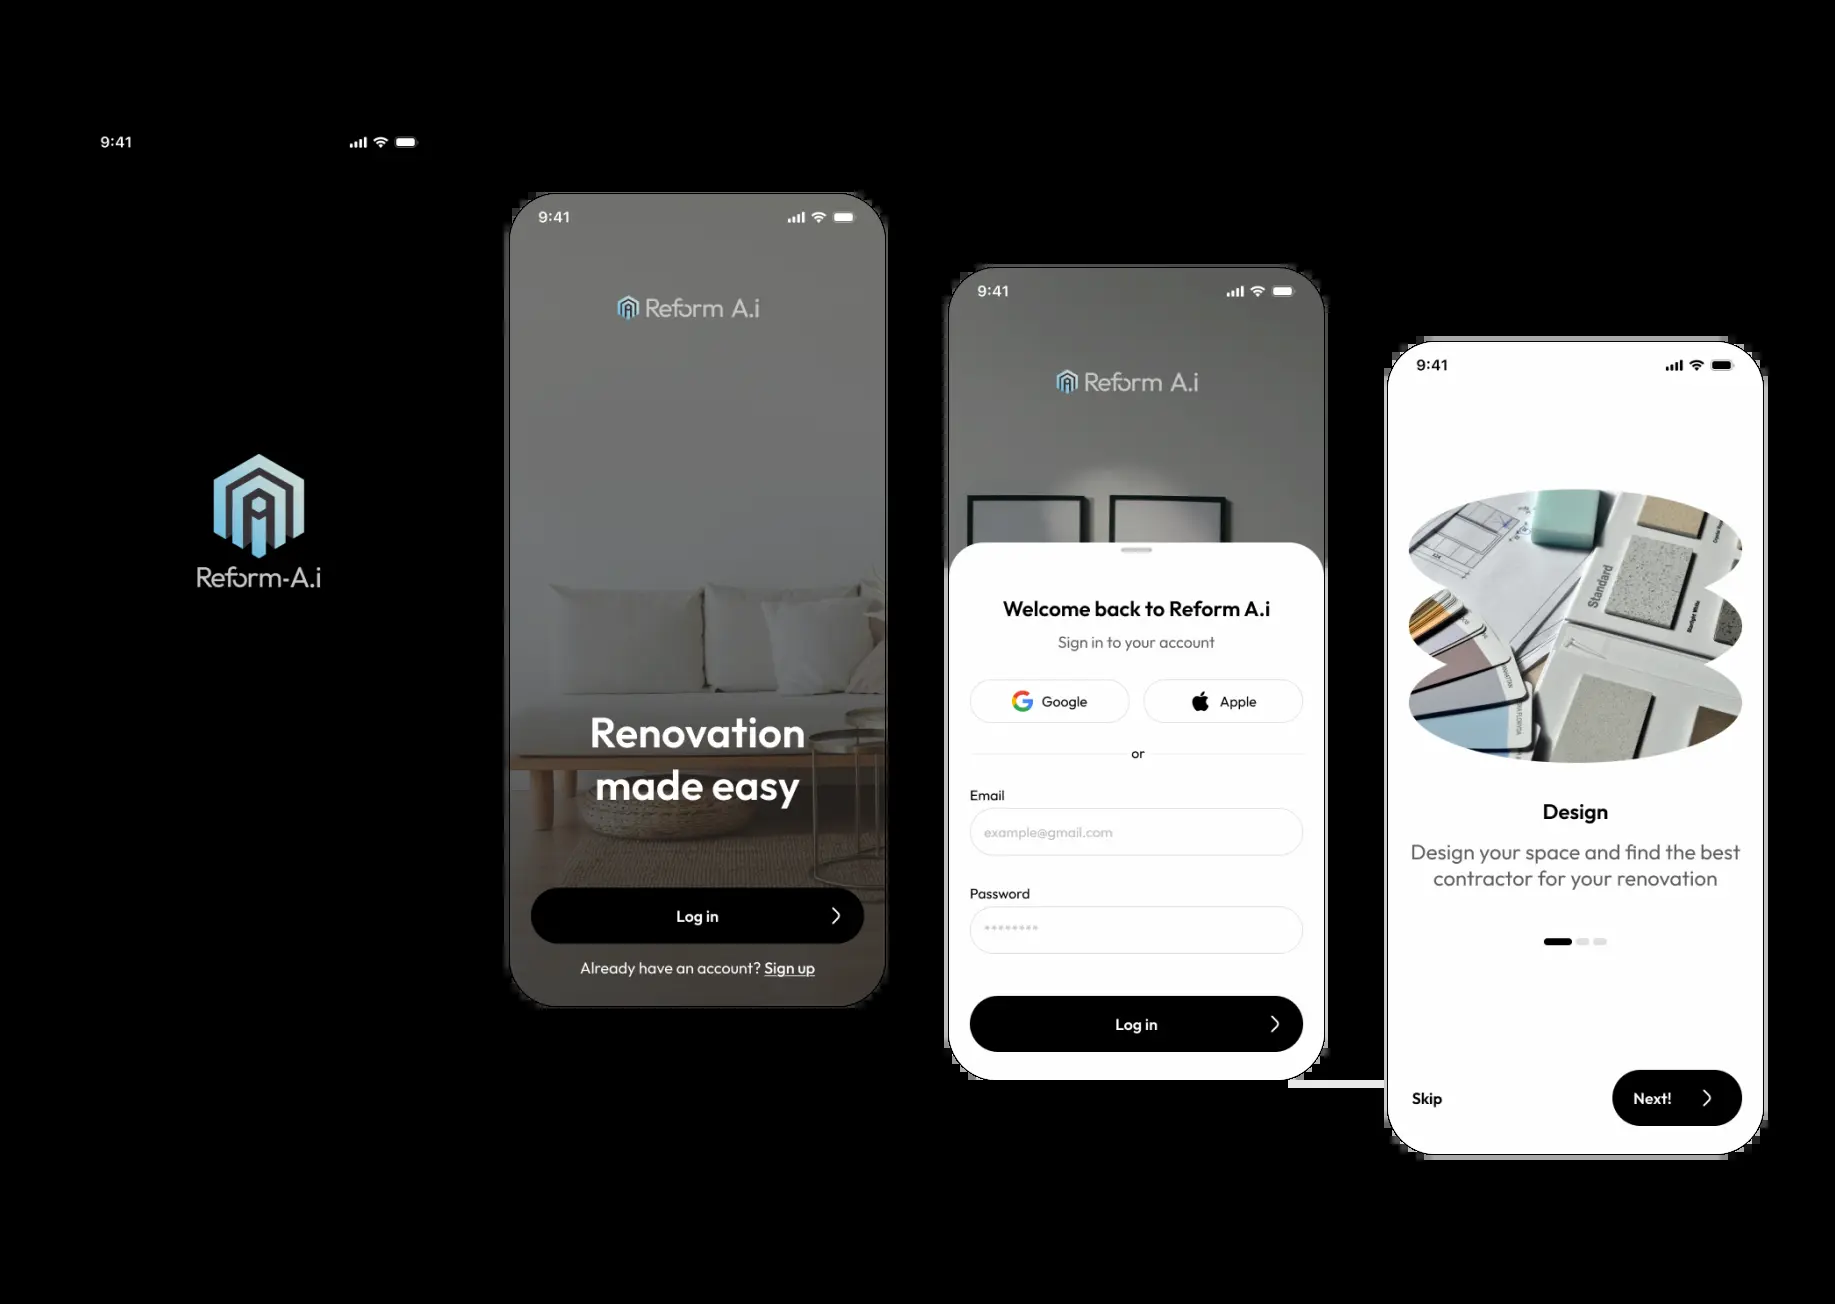 9:41
Reform-A.i
9:41
Reform A.i
Renovation
made easy
Log in
Already have an account? Sign up
9:41
Reform A.i
Welcome back to Reform A.i
Sign in to your account
Google
Apple
or
Email
example@gmail.com
Password
********
Log in
9:41
Standard
Starlight White
Design
Design your space and find the best
contractor for your renovation
Skip
Next!